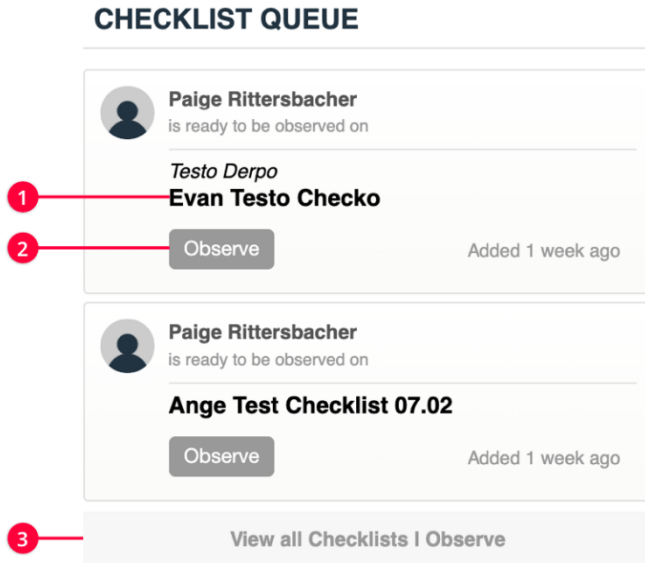 CHECKLIST QUEUE
Paige Rittersbacher
is ready to be observed on
Testo Derpo
1 Evan Testo Checko
2 Observe Added 1 week ago
Paige Rittersbacher
is ready to be observed on
Ange Test Checklist 07.02
Observe Added 1 week ago
3 View all Checklists I Observe